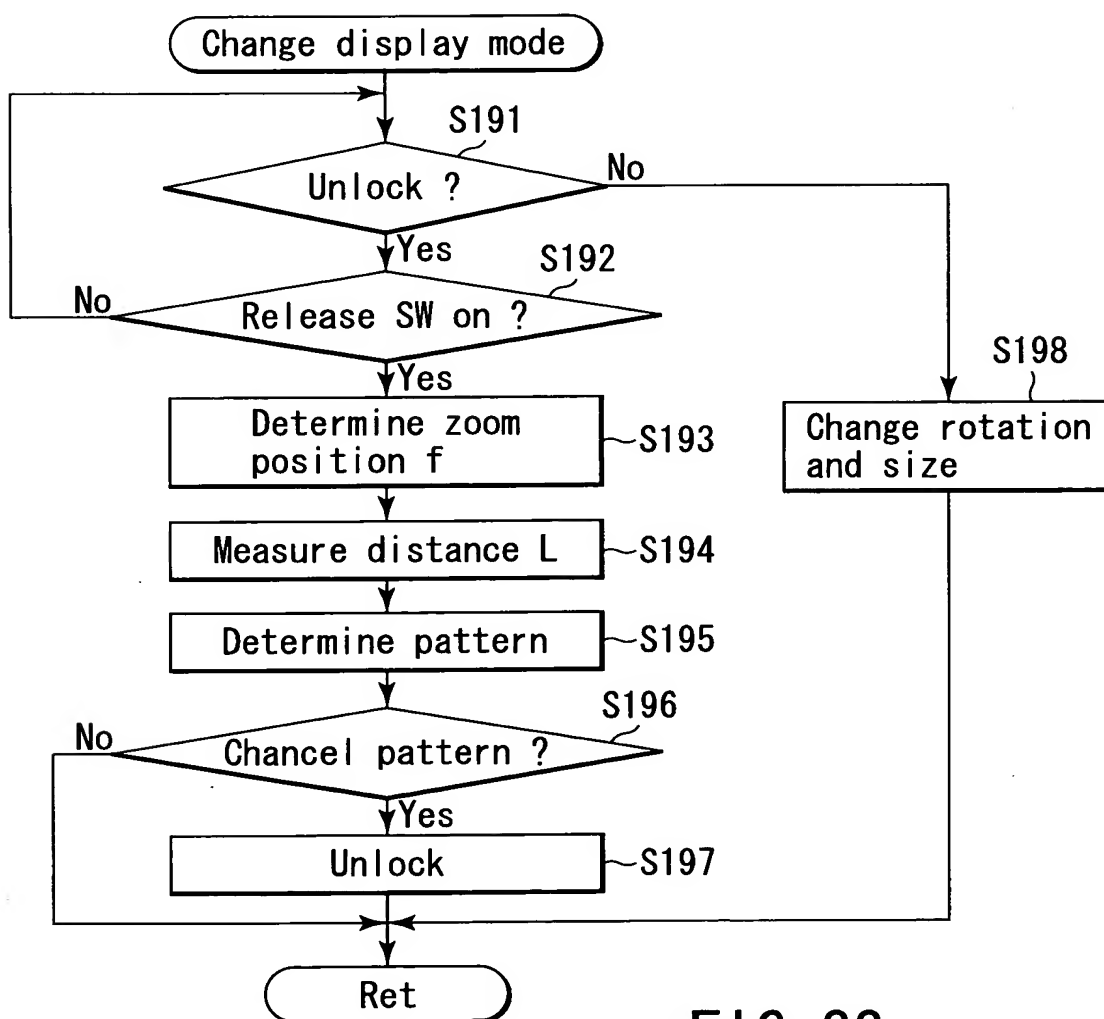 Change display mode
S191
Unlock ?
No
Yes
S192
No
Release SW on ?
Yes
S198
Determine zoom
position f
S193
Change rotation
and size
Measure distance L
S194
Determine pattern
S195
S196
No
Chancel pattern ?
Yes
Unlock
S197
Ret